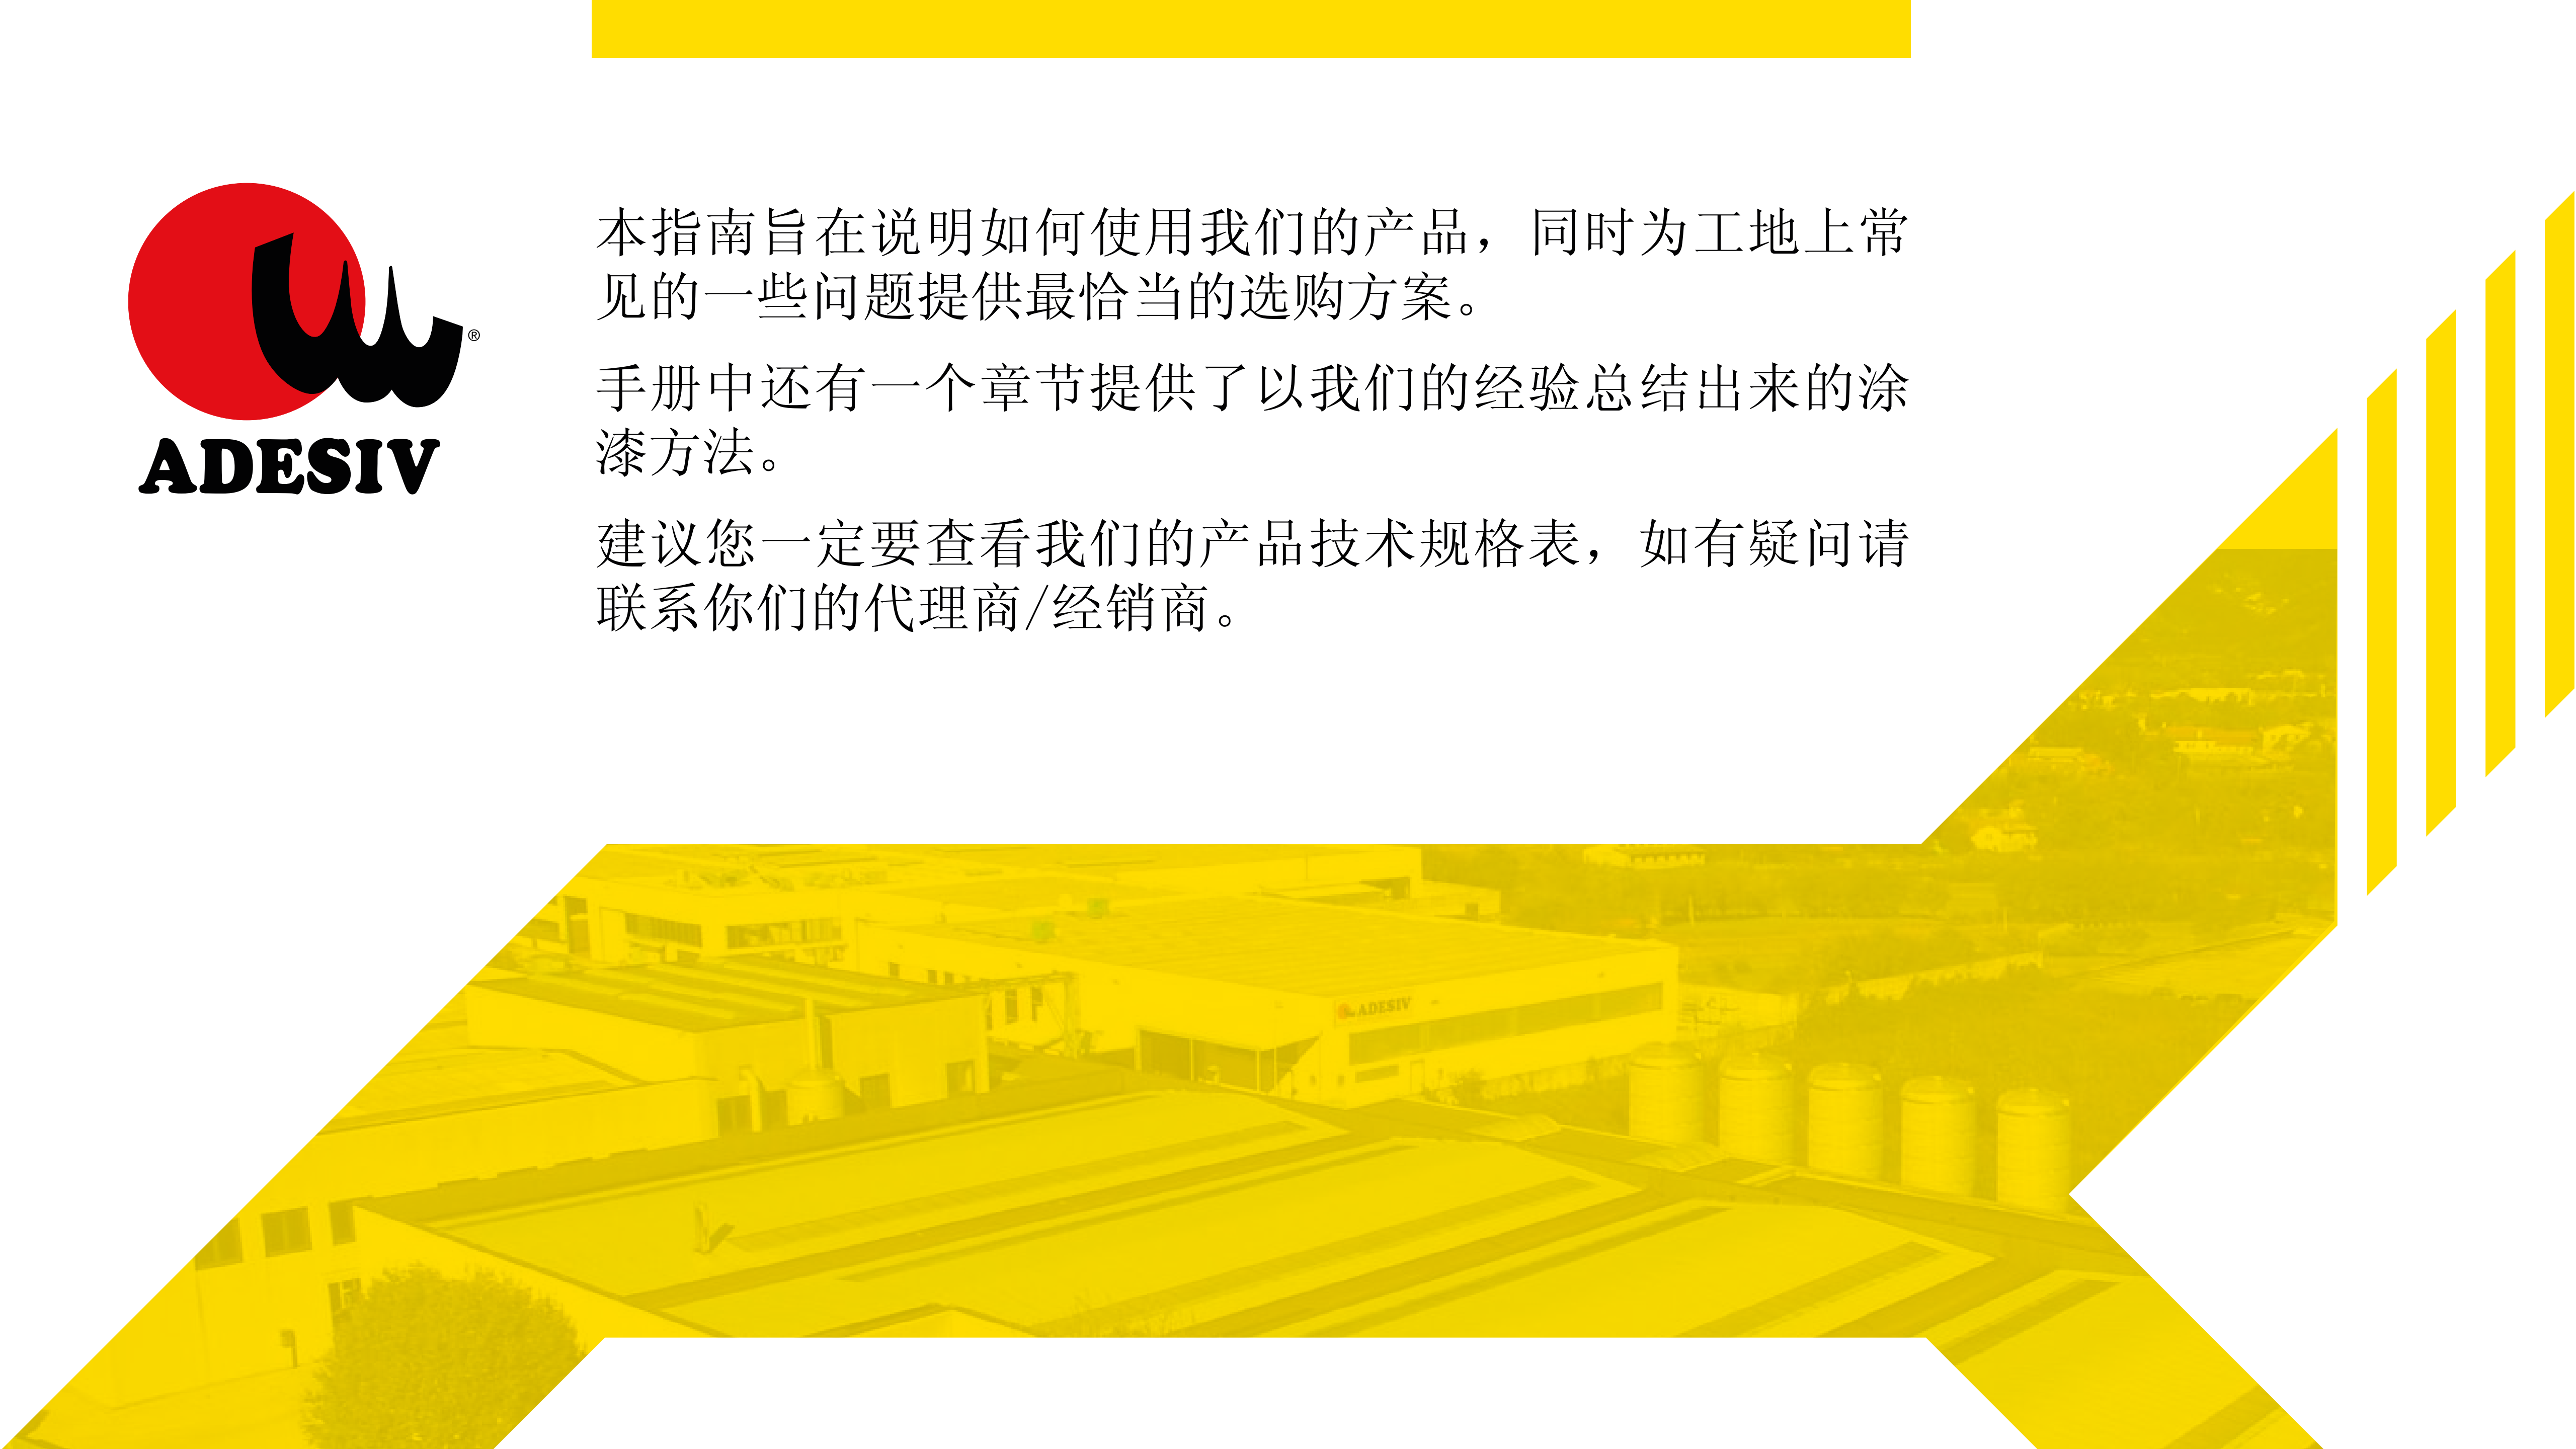 ®
ADESIV
本指南旨在说明如何使用我们的产品，同时为工地上常
见的一些问题提供最恰当的选购方案。
手册中还有一个章节提供了以我们的经验总结出来的涂
漆方法。
建议您一定要查看我们的产品技术规格表，如有疑问请
联系你们的代理商/经销商。
ADESIV